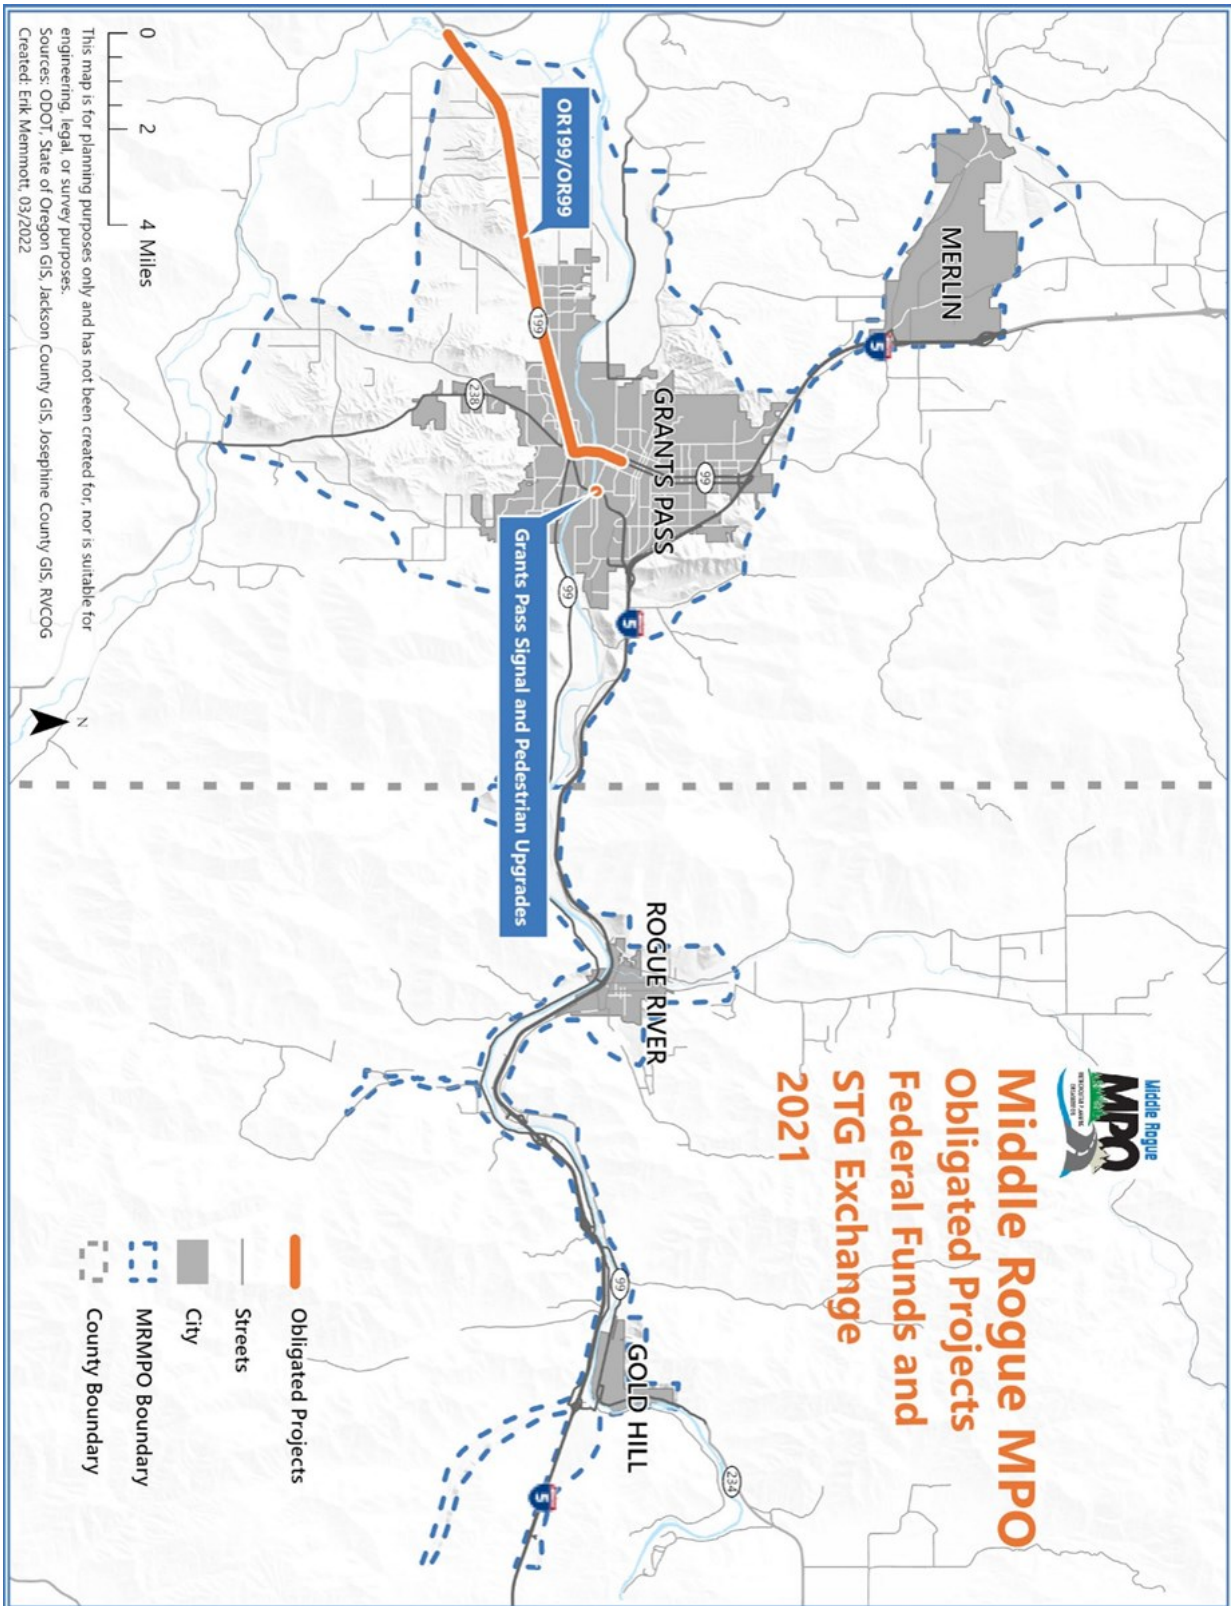 Middle Rogue
MPO
Middle Rogue MPO
Obligated Projects
Federal Funds and
STG Exchange
2021
MERLIN
5
GRANTS PASS
99
OR199/OR99
199
238
Grants Pass Signal and Pedestrian Upgrades
99
5
ROGUE RIVER
99
GOLD HILL
234
5
Obligated Projects
Streets
City
MRMPO Boundary
County Boundary
N
0 2 4 Miles
This map is for planning purposes only and has not been created for, nor is suitable for
engineering, legal, or survey purposes.
Sources: ODOT, State of Oregon GIS, Jackson County GIS, Josephine County GIS, RVCOG
Created: Erik Memmott, 03/2022